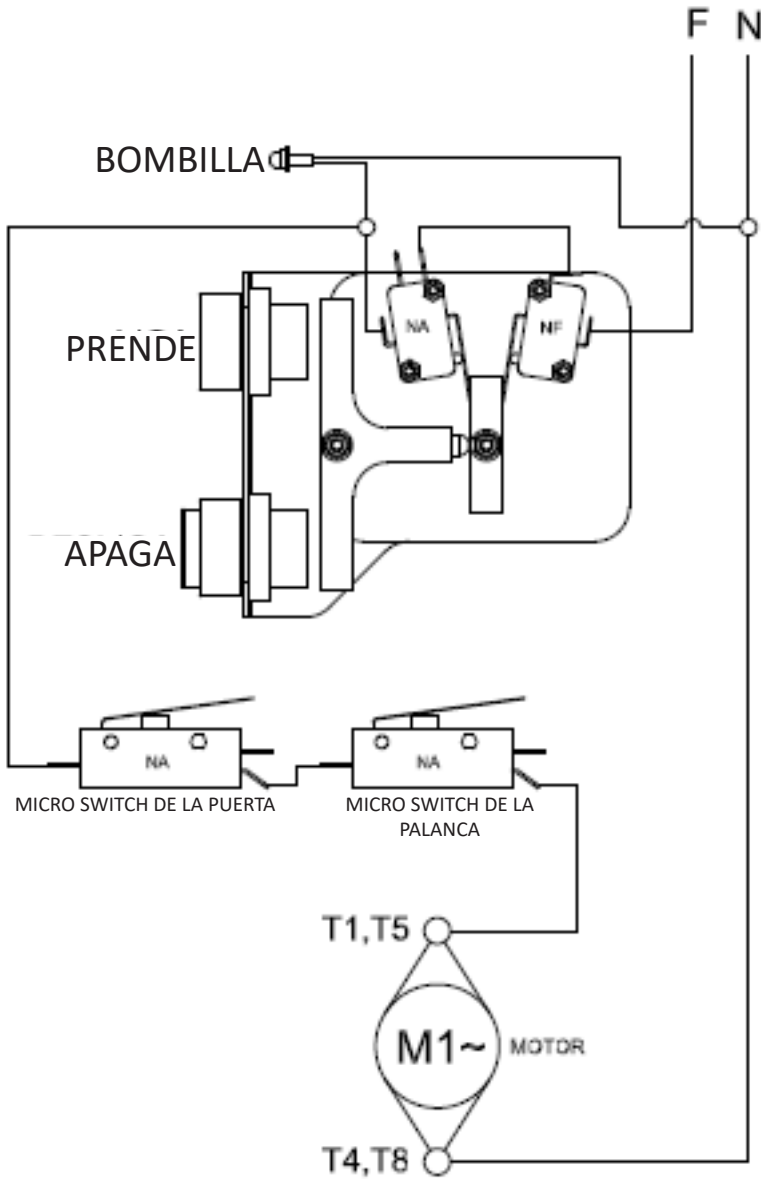 F N
BOMBILLA
NA
NF
PRENDE
APAGA
NA
NA
MICRO SWITCH DE LA PUERTA
MICRO SWITCH DE LA
PALANCA
T1,T5
M1~
MOTOR
T4,T8